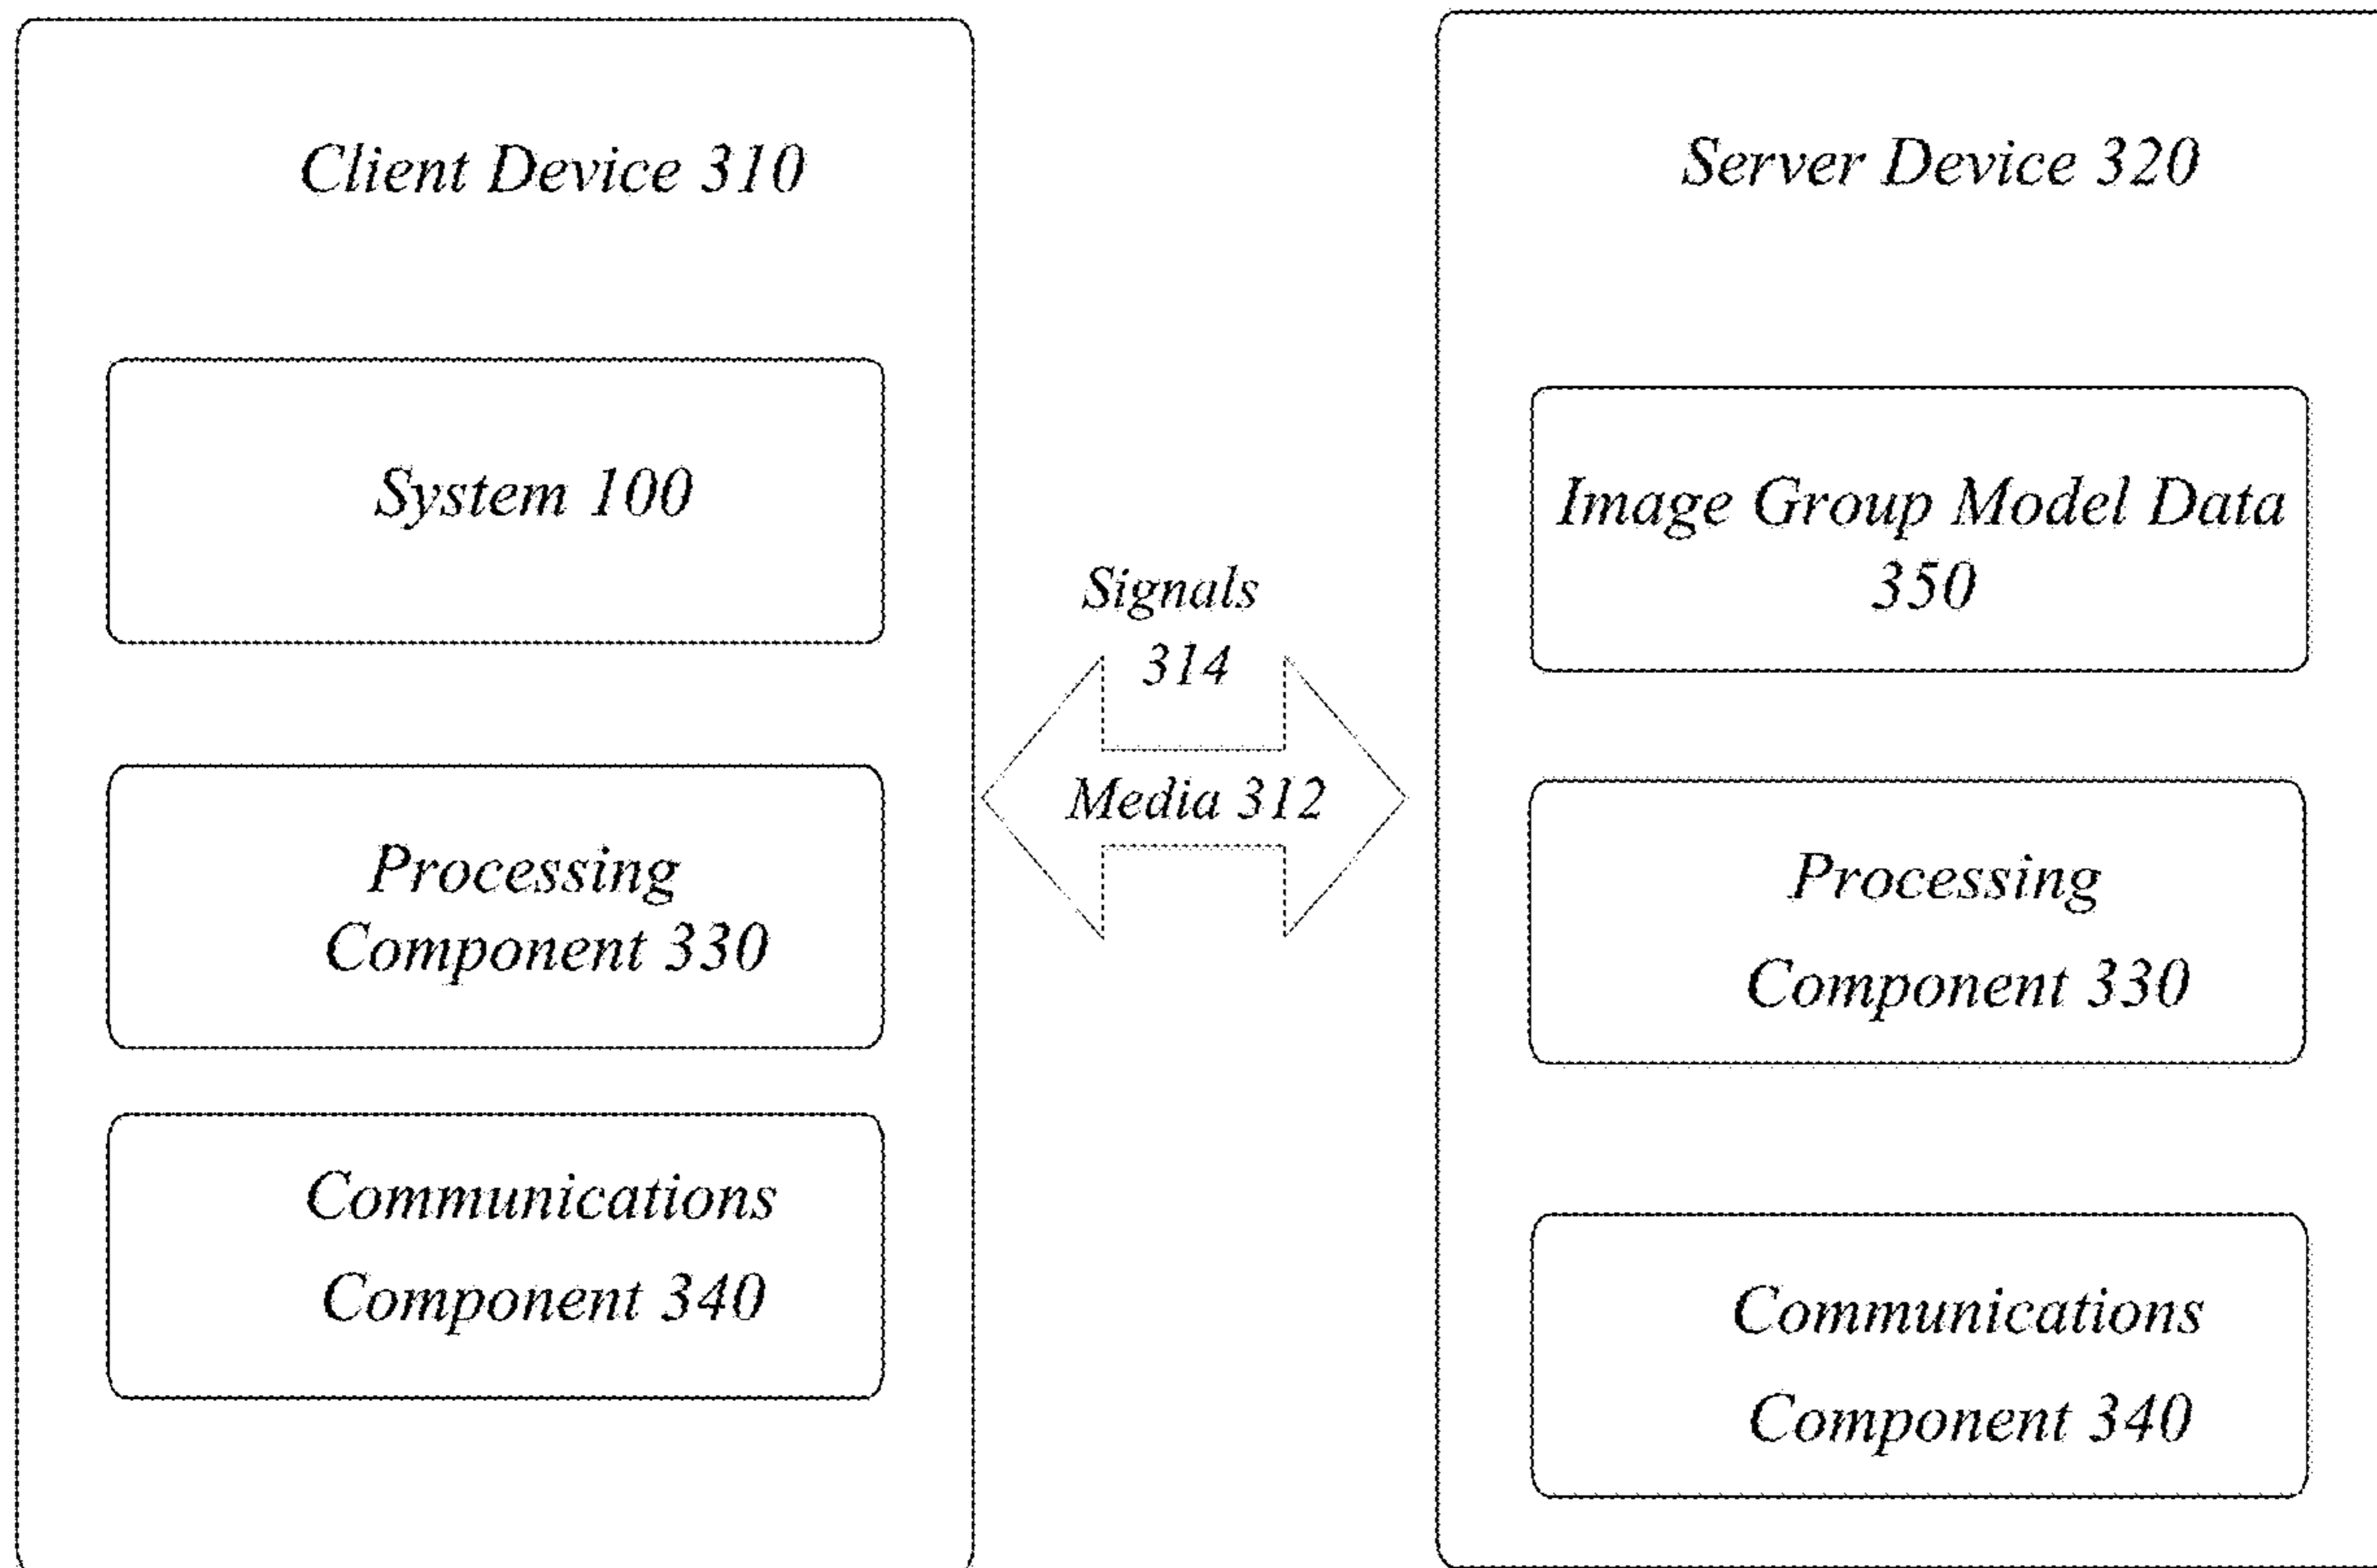 Client Device 310
System 100
Processing
Component 330
Communications
Component 340
Signals
314
Media 312
Server Device 320
Image Group Model Data
350
Processing
Component 330
Communications
Component 340